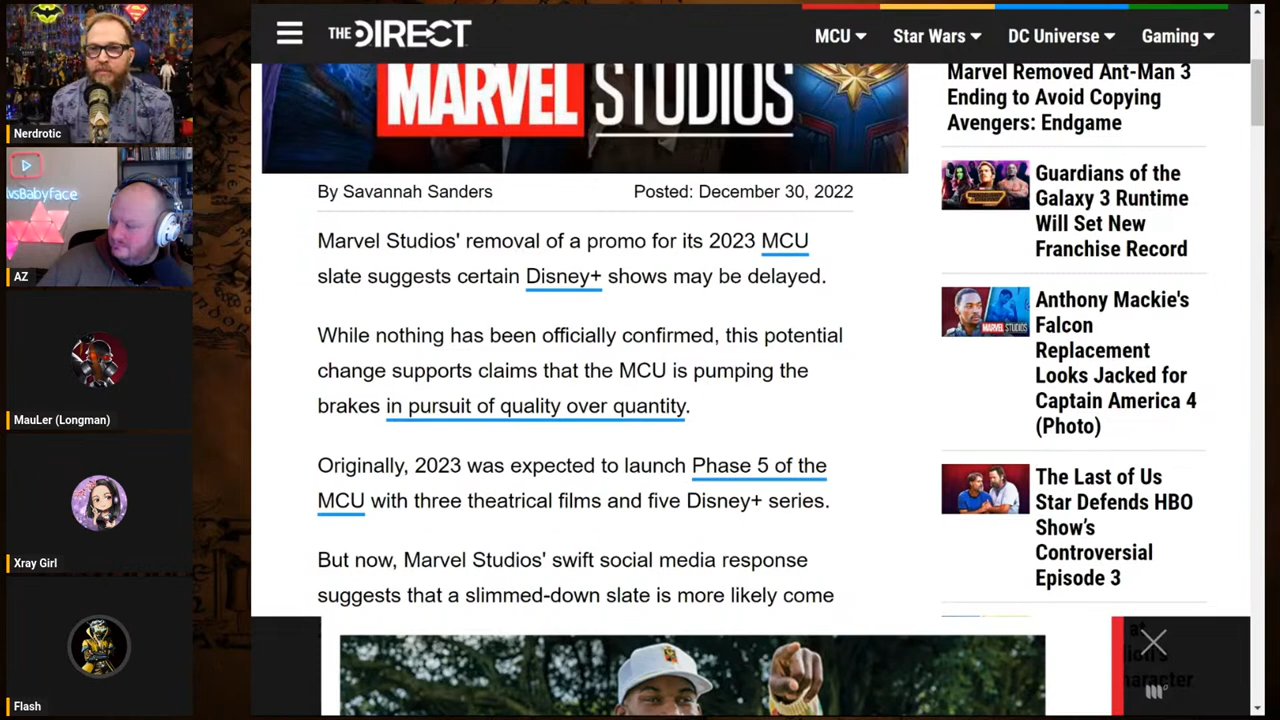 THE DIRECT
MCU
Star Wars
DC Universe
Gaming
MARVEL STUDIOS
By Savannah Sanders
Posted: December 30, 2022
Marvel Studios' removal of a promo for its 2023 MCU
slate suggests certain Disney+ shows may be delayed.
While nothing has been officially confirmed, this potential
change supports claims that the MCU is pumping the
brakes in pursuit of quality over quantity.
Originally, 2023 was expected to launch Phase 5 of the
MCU with three theatrical films and five Disney+ series.
But now, Marvel Studios' swift social media response
suggests that a slimmed-down slate is more likely come
Marvel Removed Ant-Man 3
Ending to Avoid Copying
Avengers: Endgame
Guardians of the
Galaxy 3 Runtime
Will Set New
Franchise Record
MARVEL STUDIOS
Anthony Mackie's
Falcon
Replacement
Looks Jacked for
Captain America 4
(Photo)
The Last of Us
Star Defends HBO
Show's
Controversial
Episode 3
Nerdrotic
vsBabyface
AZ
MauLer (Longman)
Xray Girl
Flash